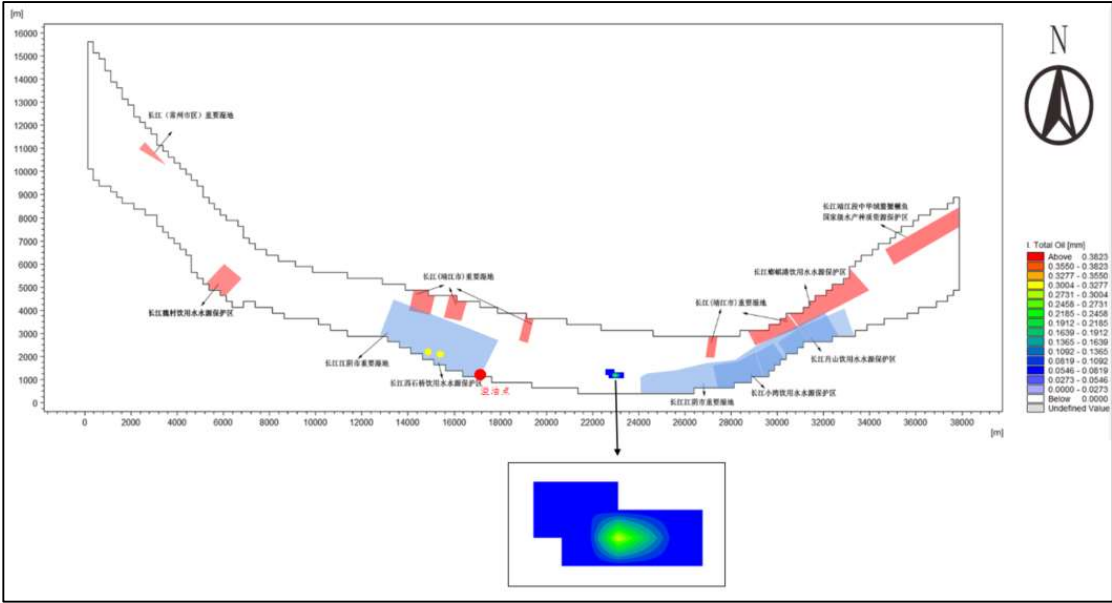 [m]
16000
15000
14000
13000
12000
11000
10000
9000
8000
7000
6000
5000
4000
3000
2000
1000
0
长江(常州市区)重要湿地
长江魏村饮用水水源保护区
长江(靖江市)重要湿地
长江江阴市重要湿地
长江西石桥饮用水水源保护区
溢油点
长江靖江段中华绒螯蟹鳜鱼
国家级水产种质资源保护区
长江蟛蜞港饮用水水源保护区
长江(靖江市)重要湿地
长江肖山饮用水水源保护区
长江小湾饮用水水源保护区
长江江阴市重要湿地
0 2000 4000 6000 8000 10000 12000 14000 16000 18000 20000 22000 24000 26000 28000 30000 32000 34000 36000 38000
[m]
N
Total Oil [mm]
Above 0.3823
0.3550 - 0.3823
0.3277 - 0.3550
0.3004 - 0.3277
0.2731 - 0.3004
0.2458 - 0.2731
0.2185 - 0.2458
0.1912 - 0.2185
0.1639 - 0.1912
0.1365 - 0.1639
0.1092 - 0.1365
0.0819 - 0.1092
0.0546 - 0.0819
0.0273 - 0.0546
0.0000 - 0.0273
Below 0.0000
Undefined Value